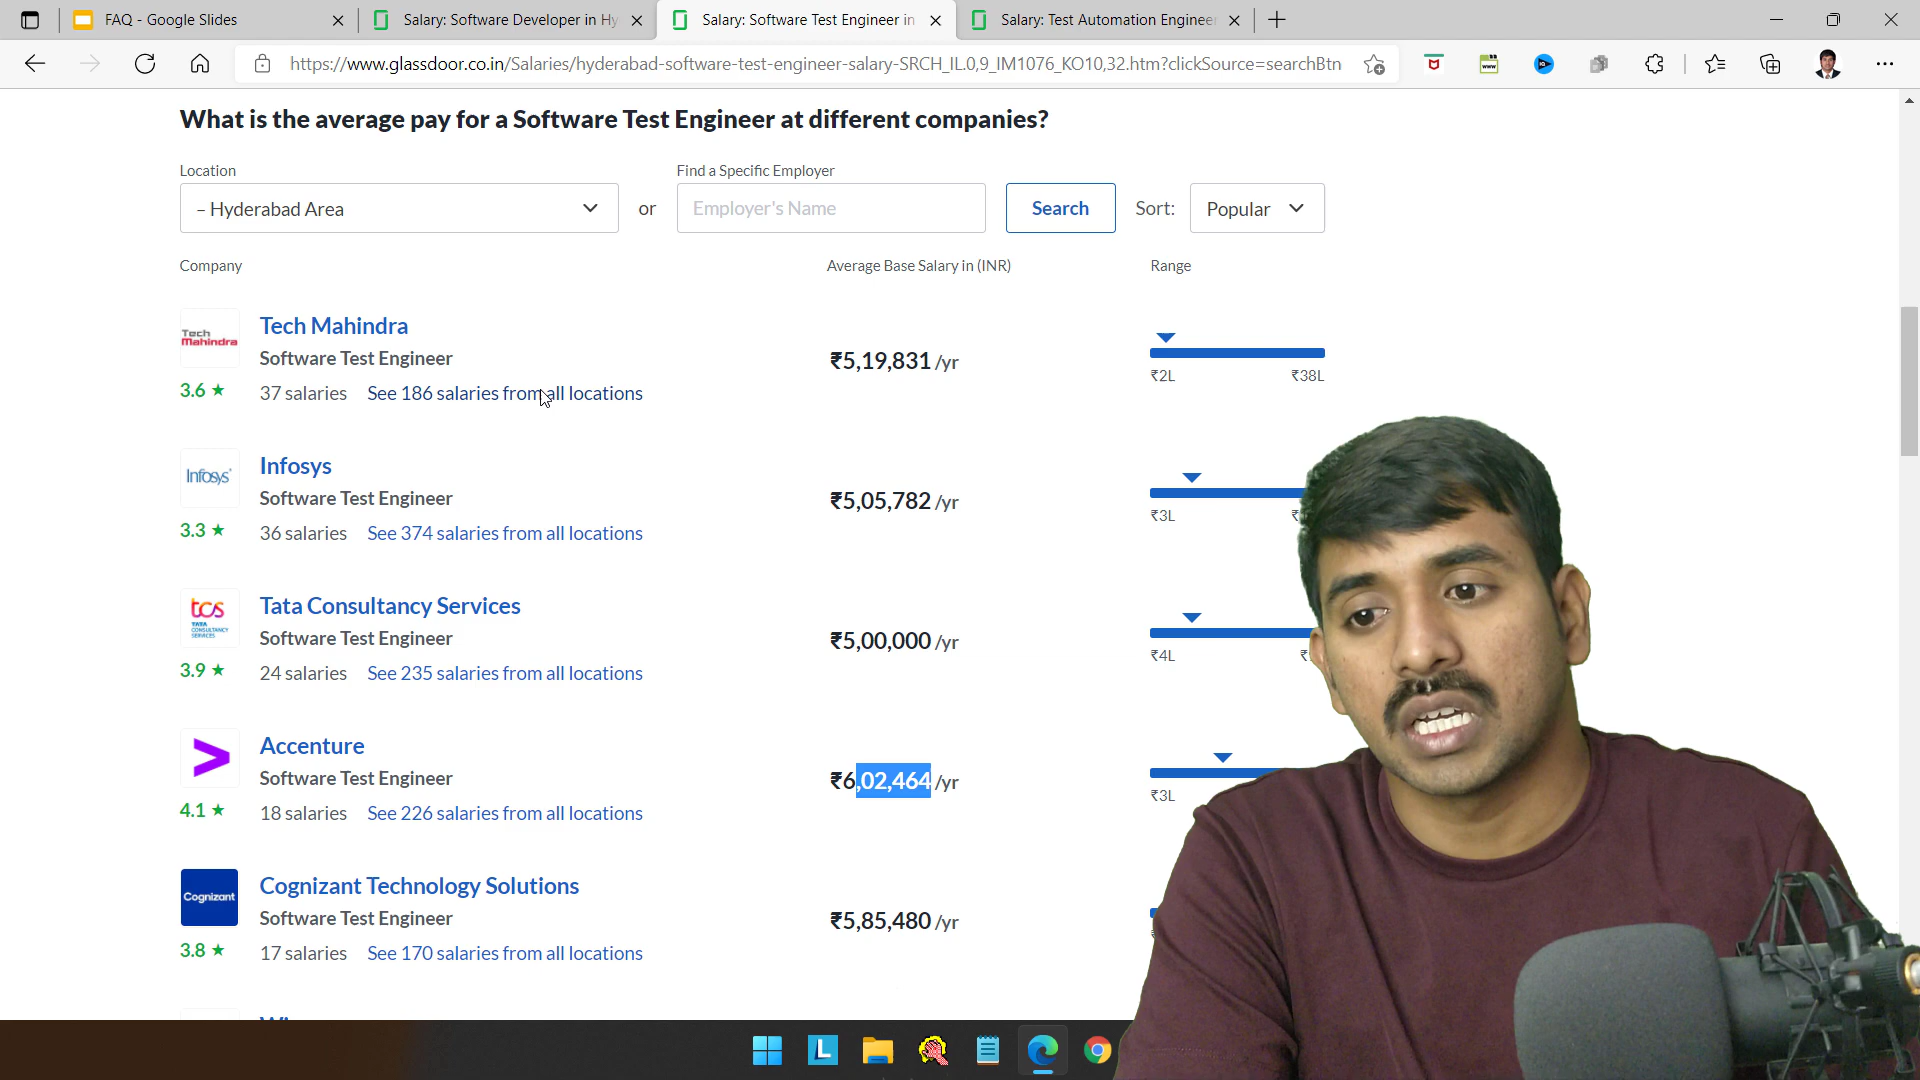 FAQ - Google Slides
Salary: Software Developer in Hy
Salary: Software Test Engineer in
Salary: Test Automation Engineer
https://www.glassdoor.co.in/Salaries/hyderabad-software-test-engineer-salary-SRCH_IL.0,9_IM1076_KO10,32.htm?clickSource=searchBtn
What is the average pay for a Software Test Engineer at different companies?
Location
Find a Specific Employer
– Hyderabad Area
or
Employer's Name
Search
Sort:
Popular
Company
Average Base Salary in (INR)
Range
Tech Mahindra
Tech Mahindra
Software Test Engineer
₹5,19,831 /yr
₹2L
₹38L
3.6 ★
37 salaries
See 186 salaries from all locations
Infosys
Infosys
Software Test Engineer
₹5,05,782 /yr
₹3L
3.3 ★
36 salaries
See 374 salaries from all locations
tcs
TATA
CONSULTANCY
SERVICES
Tata Consultancy Services
Software Test Engineer
₹5,00,000 /yr
₹4L
3.9 ★
24 salaries
See 235 salaries from all locations
Accenture
Software Test Engineer
₹6,02,464 /yr
₹3L
4.1 ★
18 salaries
See 226 salaries from all locations
Cognizant
Cognizant Technology Solutions
Software Test Engineer
₹5,85,480 /yr
3.8 ★
17 salaries
See 170 salaries from all locations
L